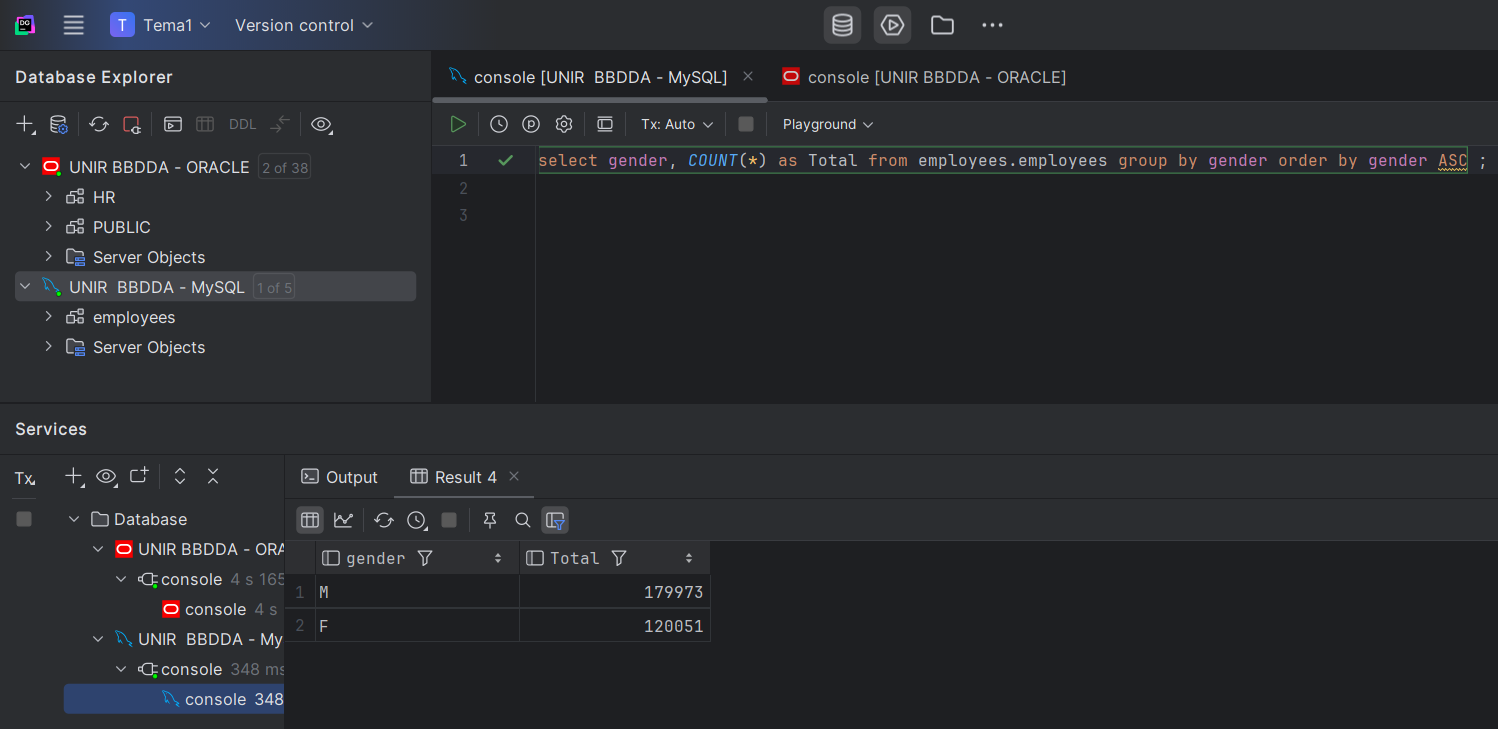 T Tema1 Version control
Database Explorer
console [UNIR BBDDA - MySQL] console [UNIR BBDDA - ORACLE]
DDL
Tx: Auto Playground
UNIR BBDDA - ORACLE 2 of 38
HR
PUBLIC
Server Objects
UNIR BBDDA - MySQL 1 of 5
employees
Server Objects
1 select gender, COUNT(*) as Total from employees.employees group by gender order by gender ASC ;
2
3
Services
Tx
Database
UNIR BBDDA - ORA
console 4 s 165
console 4 s
UNIR BBDDA - My
console 348 ms
console 348
Output Result 4
gender Total
1 M 179973
2 F 120051